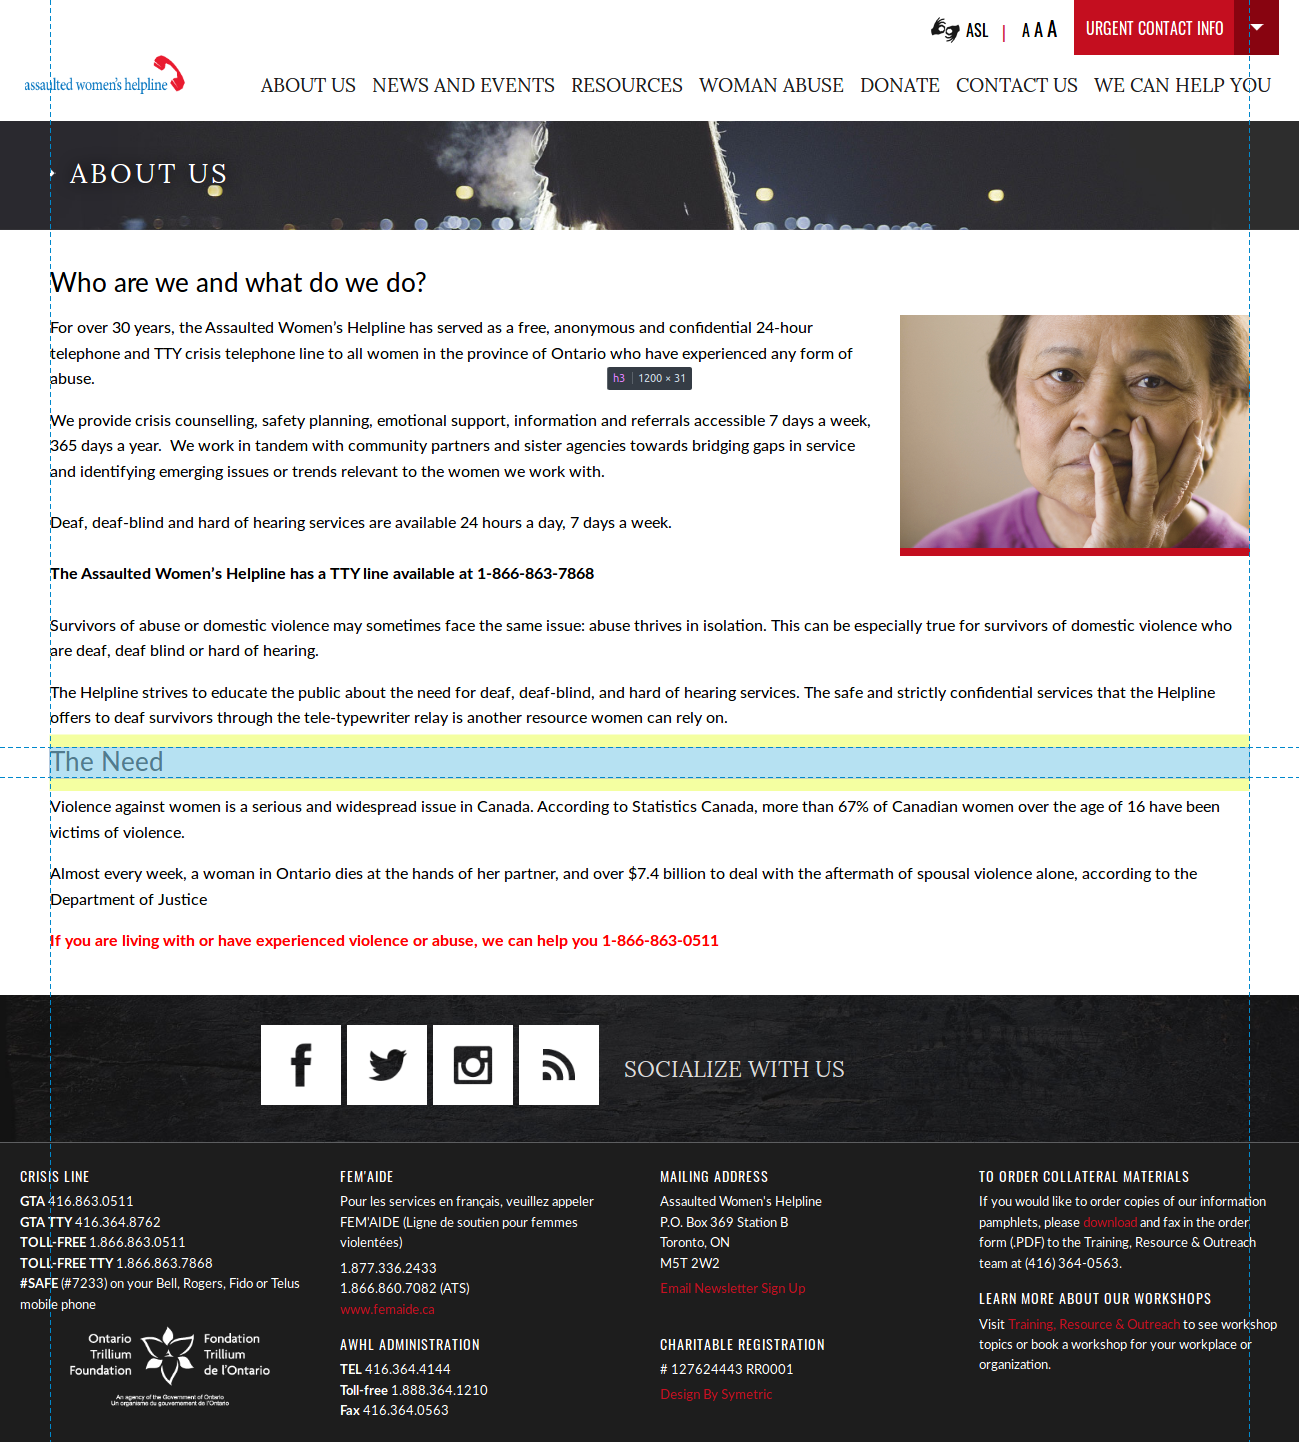 ASL | A A A URGENT CONTACT INFO
assaulted women's helpline
ABOUT US NEWS AND EVENTS RESOURCES WOMAN ABUSE DONATE CONTACT US WE CAN HELP YOU
ABOUT US
Who are we and what do we do?
For over 30 years, the Assaulted Women’s Helpline has served as a free, anonymous and confidential 24-hour
telephone and TTY crisis telephone line to all women in the province of Ontario who have experienced any form of
abuse.
h3 | 1200 × 31
We provide crisis counselling, safety planning, emotional support, information and referrals accessible 7 days a week,
365 days a year.  We work in tandem with community partners and sister agencies towards bridging gaps in service
and identifying emerging issues or trends relevant to the women we work with.
Deaf, deaf-blind and hard of hearing services are available 24 hours a day, 7 days a week.
The Assaulted Women’s Helpline has a TTY line available at 1-866-863-7868
Survivors of abuse or domestic violence may sometimes face the same issue: abuse thrives in isolation. This can be especially true for survivors of domestic violence who
are deaf, deaf blind or hard of hearing.
The Helpline strives to educate the public about the need for deaf, deaf-blind, and hard of hearing services. The safe and strictly confidential services that the Helpline
offers to deaf survivors through the tele-typewriter relay is another resource women can rely on.
The Need
Violence against women is a serious and widespread issue in Canada. According to Statistics Canada, more than 67% of Canadian women over the age of 16 have been
victims of violence.
Almost every week, a woman in Ontario dies at the hands of her partner, and over $7.4 billion to deal with the aftermath of spousal violence alone, according to the
Department of Justice
If you are living with or have experienced violence or abuse, we can help you 1-866-863-0511
SOCIALIZE WITH US
CRISIS LINE
GTA 416.863.0511
GTA TTY 416.364.8762
TOLL-FREE 1.866.863.0511
TOLL-FREE TTY 1.866.863.7868
#SAFE (#7233) on your Bell, Rogers, Fido or Telus
mobile phone
Ontario
Trillium
Foundation
Fondation
Trillium
de l'Ontario
An agency of the Government of Ontario
Un organisme du gouvernement de l'Ontario
FEM'AIDE
Pour les services en français, veuillez appeler
FEM'AIDE (Ligne de soutien pour femmes
violentées)
1.877.336.2433
1.866.860.7082 (ATS)
www.femaide.ca
AWHL ADMINISTRATION
TEL 416.364.4144
Toll-free 1.888.364.1210
Fax 416.364.0563
MAILING ADDRESS
Assaulted Women's Helpline
P.O. Box 369 Station B
Toronto, ON
M5T 2W2
Email Newsletter Sign Up
CHARITABLE REGISTRATION
# 127624443 RR0001
Design By Symetric
TO ORDER COLLATERAL MATERIALS
If you would like to order copies of our information
pamphlets, please download and fax in the order
form (.PDF) to the Training, Resource & Outreach
team at (416) 364-0563.
LEARN MORE ABOUT OUR WORKSHOPS
Visit Training, Resource & Outreach to see workshop
topics or book a workshop for your workplace or
organization.